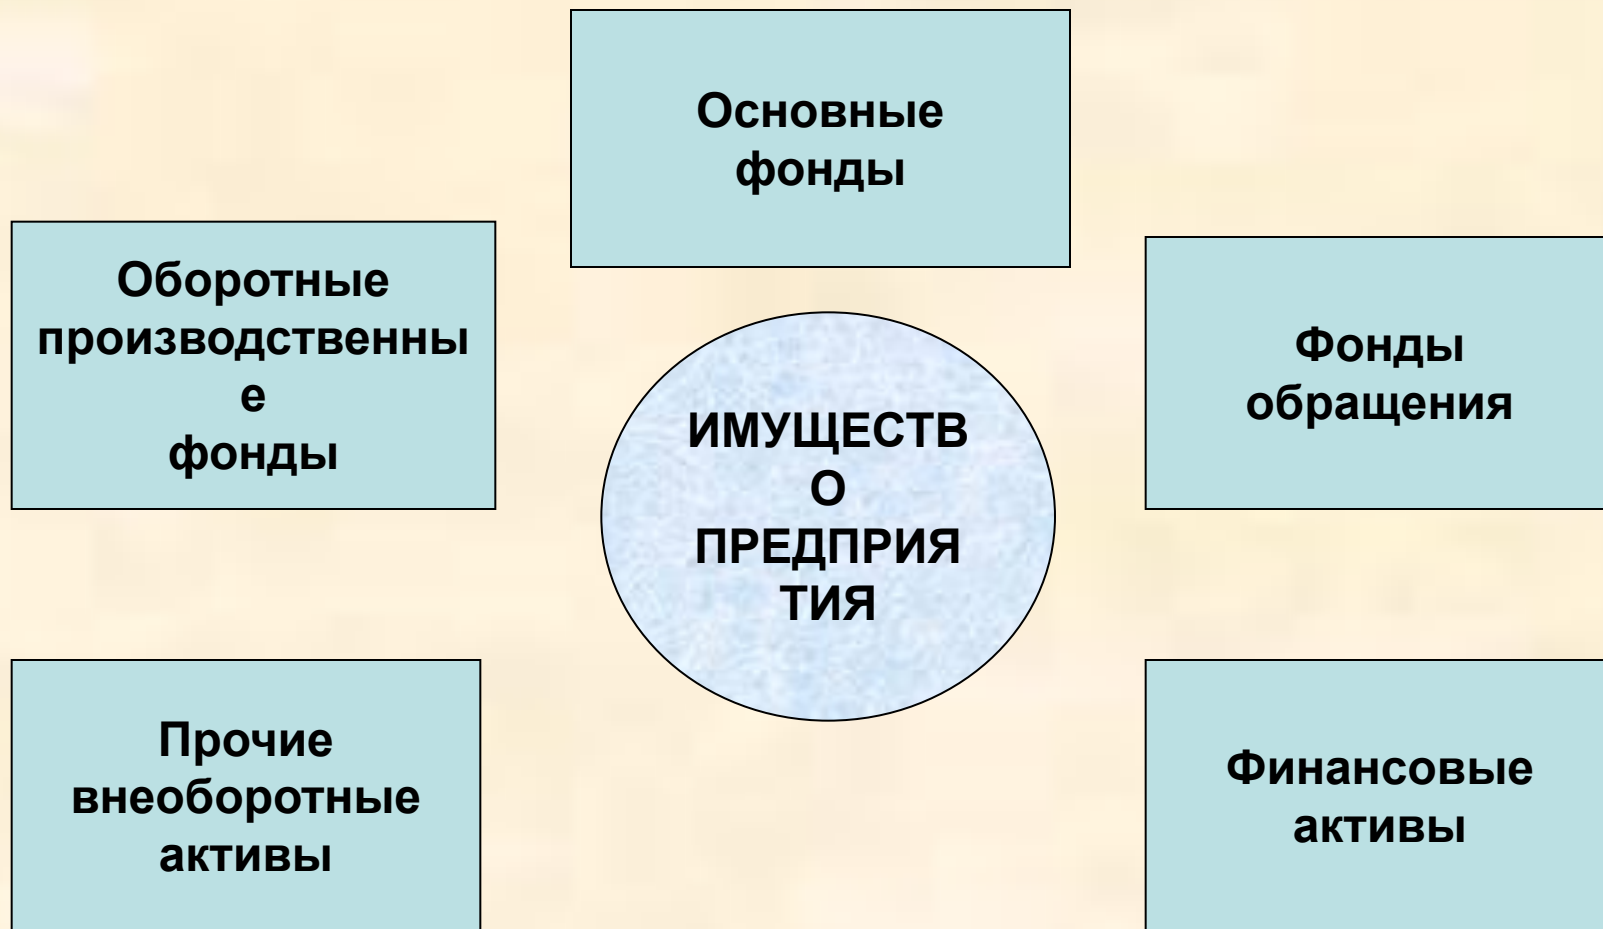 Основные
фонды
Оборотные
производственны
е
фонды
Фонды
обращения
ИМУЩЕСТВ
О
ПРЕДПРИЯ
ТИЯ
Прочие
внеоборотные
активы
Финансовые
активы